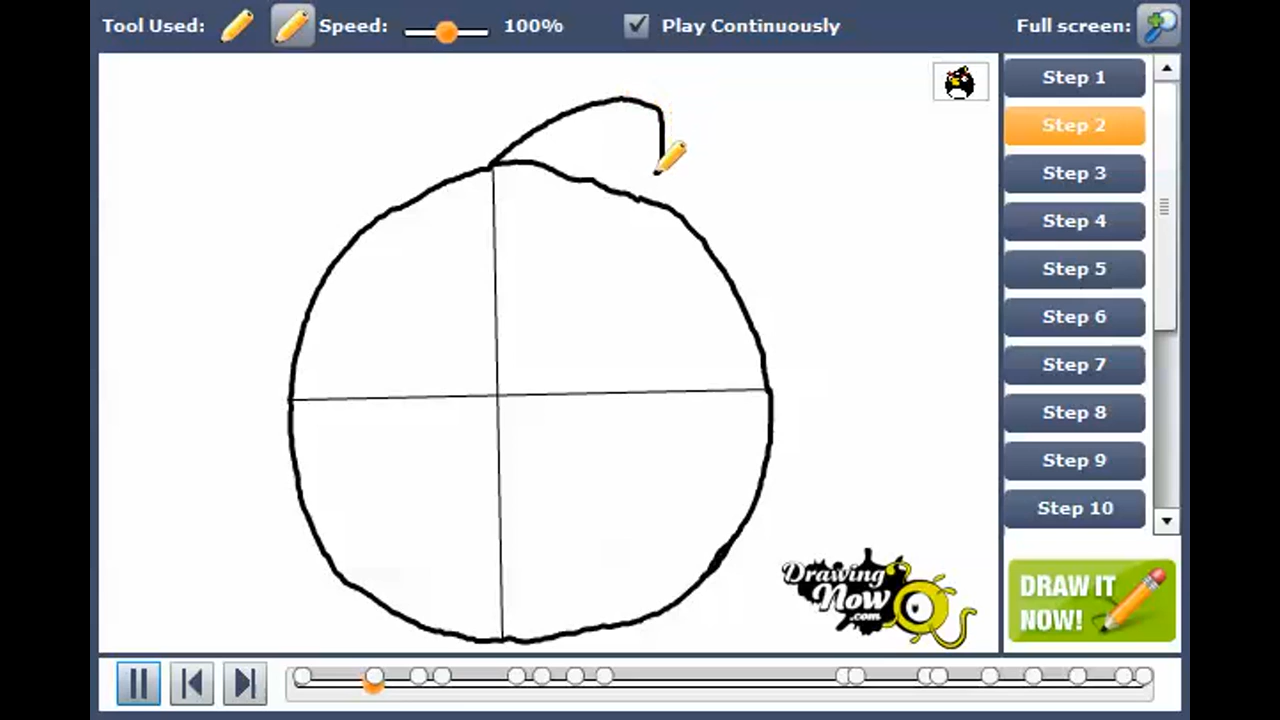 Tool Used: Speed: 100% Play Continuously Full screen:
Step 1
Step 2
Step 3
Step 4
Step 5
Step 6
Step 7
Step 8
Step 9
Step 10
Drawing
Now
.com
DRAW IT
NOW!